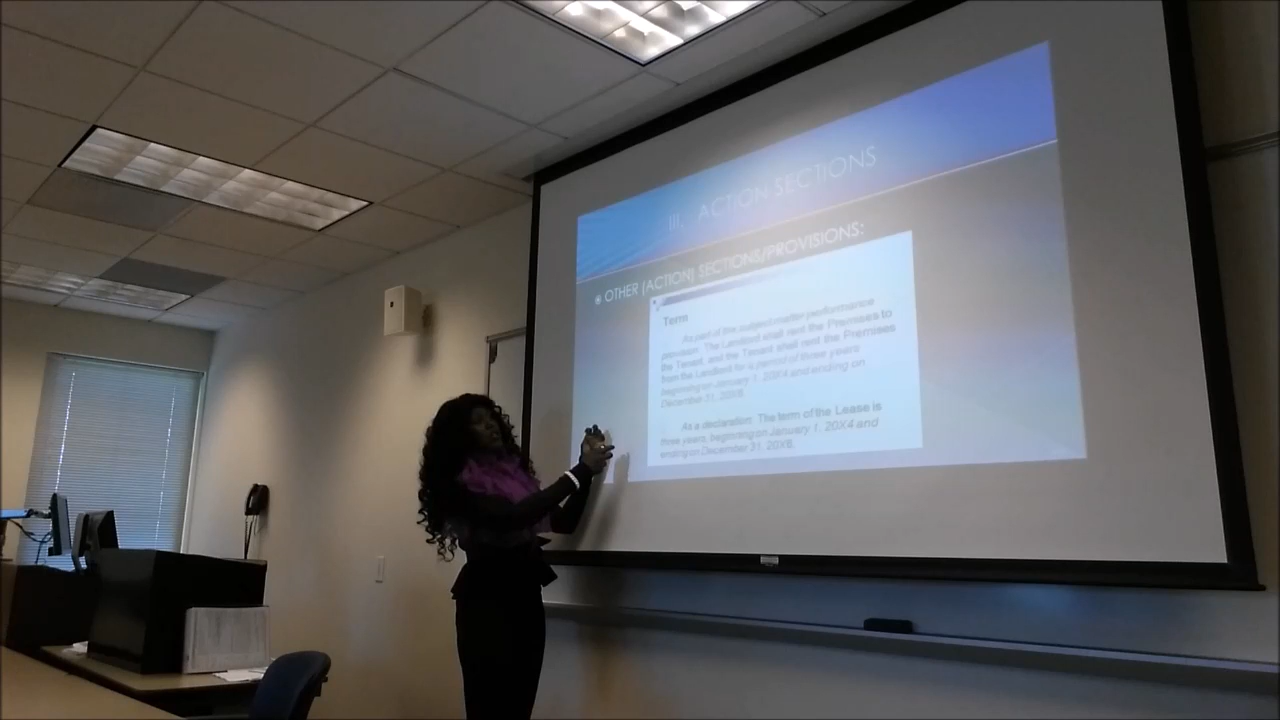 III. ACTION SECTIONS
OTHER (ACTION) SECTIONS/PROVISIONS:
Term
As part of the subject matter performance
provision: The Landlord shall rent the Premises to
the Tenant, and the Tenant shall rent the Premises
from the Landlord for a period of three years
beginning on January 1, 20X4 and ending on
December 31, 20X6.
As a declaration: The term of the Lease is
three years, beginning on January 1, 20X4 and
ending on December 31, 20X6.